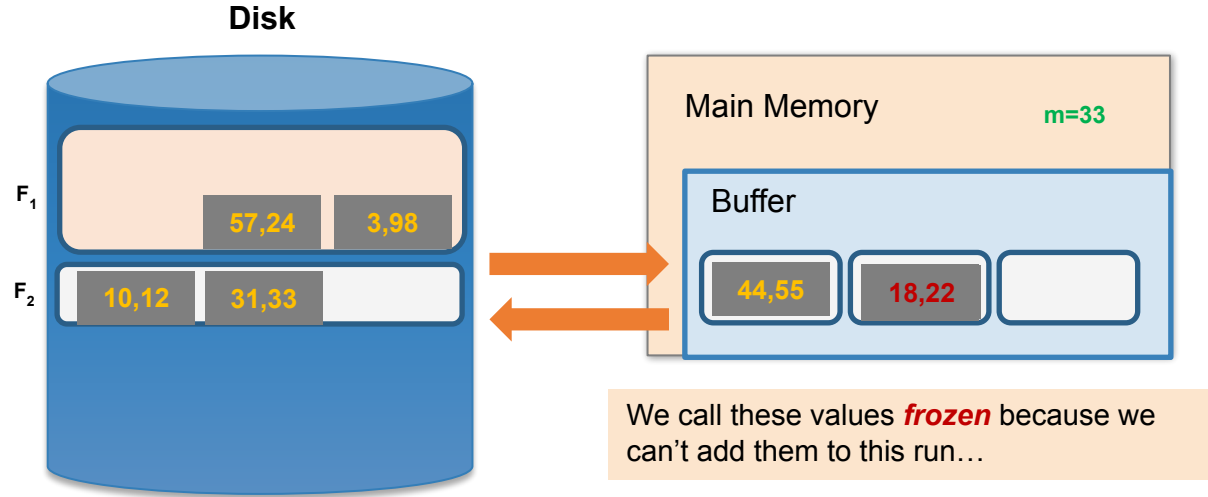 Disk
Main Memory
m=33
F1
57,24
3,98
Buffer
F2
10,12
31,33
44,55
18,22
We call these values frozen because we
can’t add them to this run…